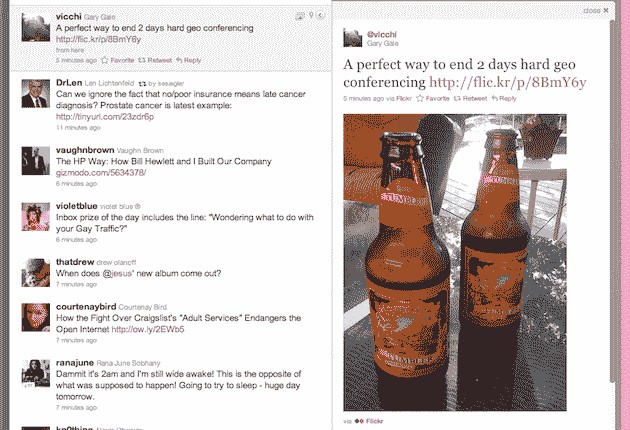 vicchi Gary Gale
A perfect way to end 2 days hard geo conferencing
http://flic.kr/p/8BmY6y
from here
5 minutes ago Favorite Retweet Reply
DrLen Len Lichtenfeld by sesiegler
Can we ignore the fact that no/poor insurance means late cancer
diagnosis? Prostate cancer is latest example:
http://tinyurl.com/23zdr6p
11 minutes ago
vaughnbrown Vaughn Brown
The HP Way: How Bill Hewlett and I Built Our Company
gizmodo.com/5634378/
6 minutes ago
violetblue violet blue ®
Inbox prize of the day includes the line: "Wondering what to do with
your Gay Traffic?"
6 minutes ago
thatdrew drew olanoff
When does @jesus' new album come out?
7 minutes ago
courtenaybird Courtenay Bird
How the Fight Over Craigslist's "Adult Services" Endangers the
Open Internet http://ow.ly/2EWb5
7 minutes ago
ranajune Rana June Sobhany
Dammit it's 2am and I'm still wide awake! This is the opposite of
what was supposed to happen! Going to try to sleep - huge day
tomorrow.
7 minutes ago
close ×
@vicchi
Gary Gale
A perfect way to end 2 days hard geo
conferencing http://flic.kr/p/8BmY6y
5 minutes ago via Flickr Favorite Retweet Reply
via Flickr